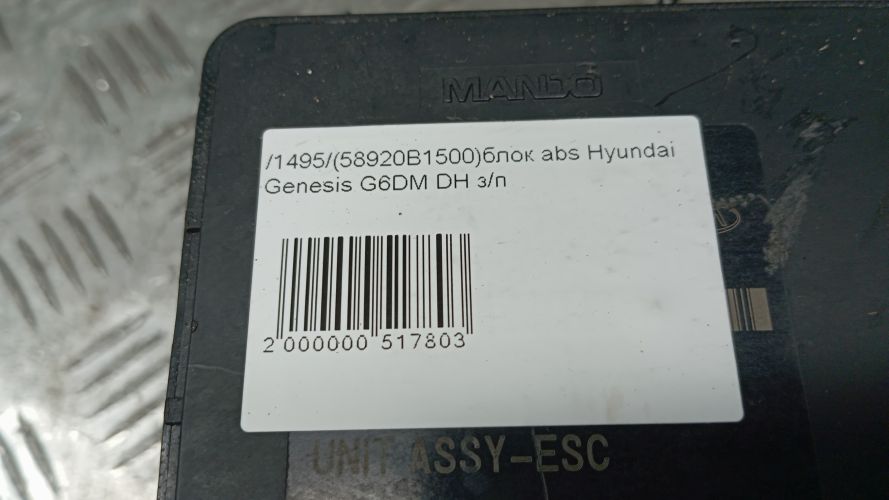 MANDO
/1495/(58920B1500)блок abs Hyundai
Genesis G6DM DH з/п
2 000000 517803
UNIT ASSY-ESC